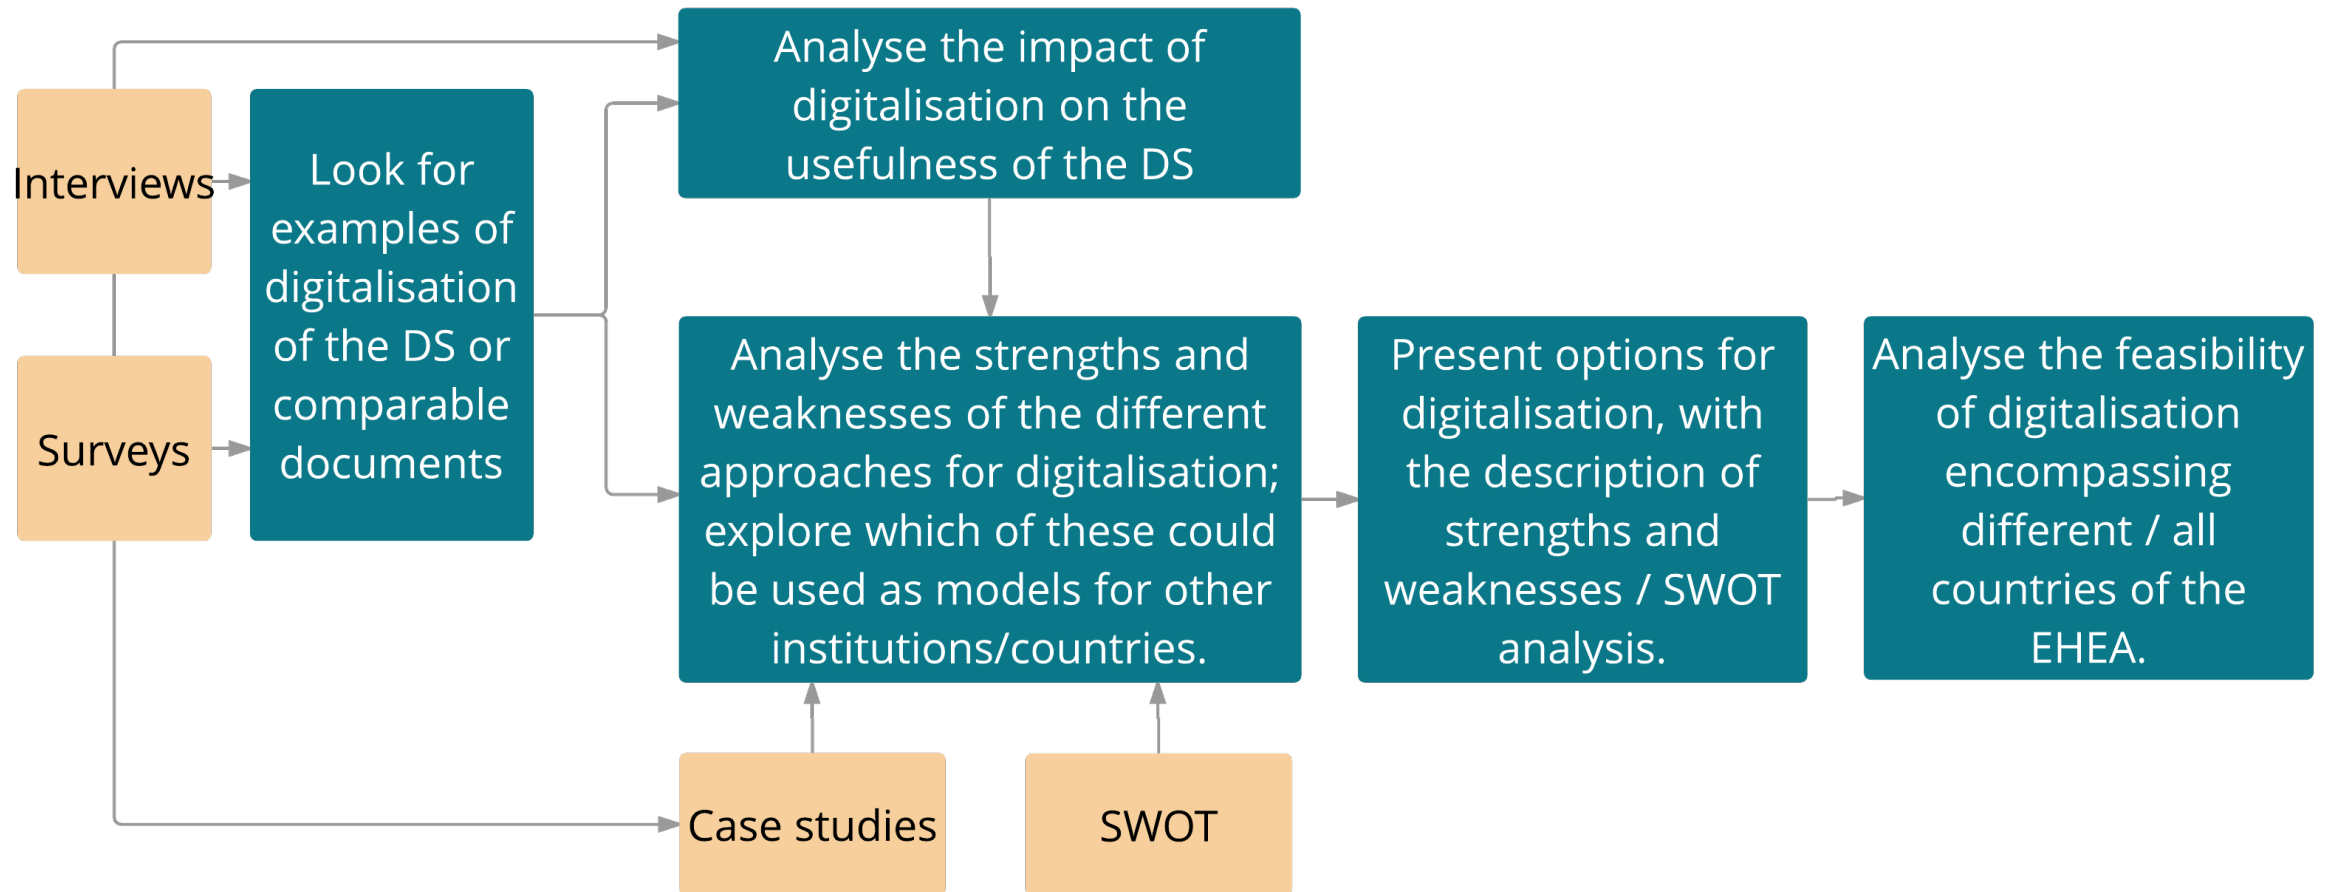 Interviews
Surveys
Look for
examples of
digitalisation
of the DS or
comparable
documents
Analyse the impact of
digitalisation on the
usefulness of the DS
Analyse the strengths and
weaknesses of the different
approaches for digitalisation;
explore which of these could
be used as models for other
institutions/countries.
Present options for
digitalisation, with
the description of
strengths and
weaknesses / SWOT
analysis.
Analyse the feasibility
of digitalisation
encompassing
different / all
countries of the
EHEA.
Case studies
SWOT